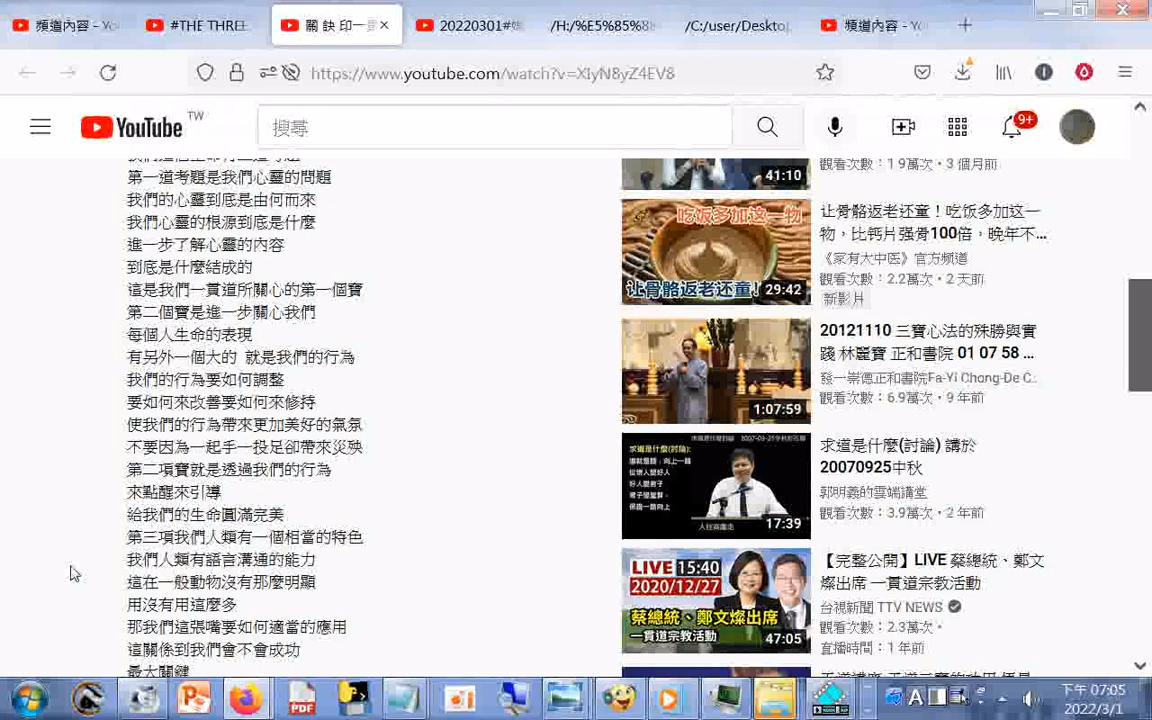 頻道內容 - Yo
#THE THREE
關 鈌 印一
20220301#
/H:/%E5%85%8
/C:/user/Desktop
頻道內容 - Yo
https://www.youtube.com/watch?v=XIyN8yZ4EV8
YouTube TW
搜尋
9+
第一道考題是我們心靈的問題
我們的心靈到底是由何而來
我們心靈的根源到底是什麼
進一步了解心靈的內容
到底是什麼結成的
這是我們一貫道所關心的第一個寶
第二個寶是進一步關心我們
每個人生命的表現
有另外一個大的 就是我們的行為
我們的行為要如何調整
要如何來改善要如何來修持
使我們的行為帶來更加美好的氣氛
不要因為一起手一投足卻帶來災殃
第二項寶就是透過我們的行為
來點醒來引導
給我們的生命圓滿完美
第三項我們人類有一個相當的特色
我們人類有語言溝通的能力
這在一般動物沒有那麼明顯
用沒有用這麼多
那我們這張嘴要如何適當的應用
這關係到我們會不會成功
最大關鍵
41:10
觀看次數：19萬次・3 個月前
吃饭多加这一物
让骨骼返老还童!
29:42
让骨骼返老还童！吃饭多加这一
物，比钙片强骨100倍，晚年不...
《家有大中医》官方频道
觀看次數：2.2萬次・2 天前
新影片
1:07:59
20121110 三寶心法的殊勝與實
踐 林麗寶 正和書院 01 07 58 ...
發一崇德正和書院Fa-Yi Chong-De C...
觀看次數：6.9萬次・9 年前
求道是什麼(討論):
17:39
求道是什麼(討論) 講於
20070925中秋
郭明義的雲端講堂
觀看次數：3.9萬次・2 年前
LIVE 15:40
2020/12/27
蔡總統、鄭文燦出席
一貫道宗教活動
47:05
【完整公開】LIVE 蔡總統、鄭文
燦出席 一貫道宗教活動
台視新聞 TTV NEWS
觀看次數：2.3萬次・
直播時間：1 年前
PDF
A
下午 07:05
2022/3/1